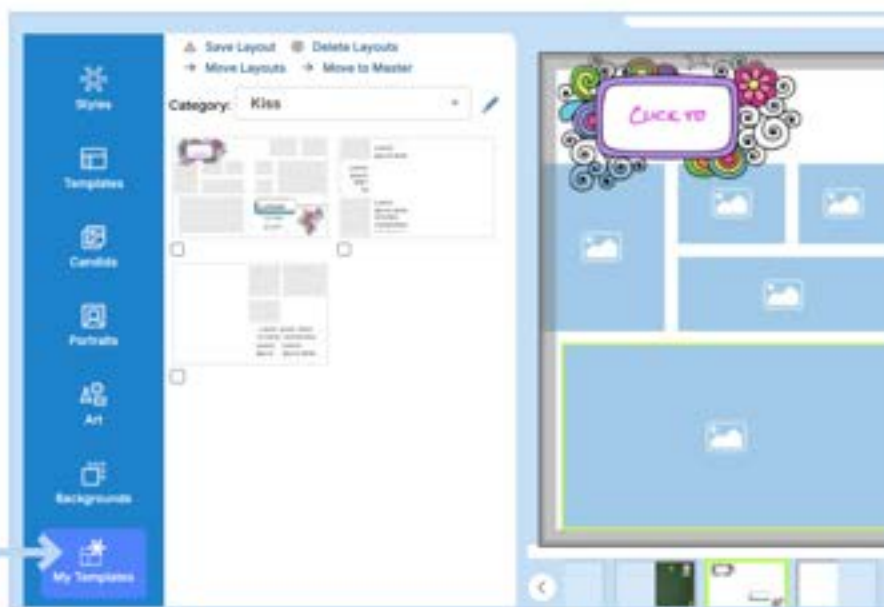 Save Layout Delete Layouts
Move Layouts Move to Master
Category: Kiss
Styles
Templates
Candids
Portraits
Art
Backgrounds
My Templates
CLICK TO